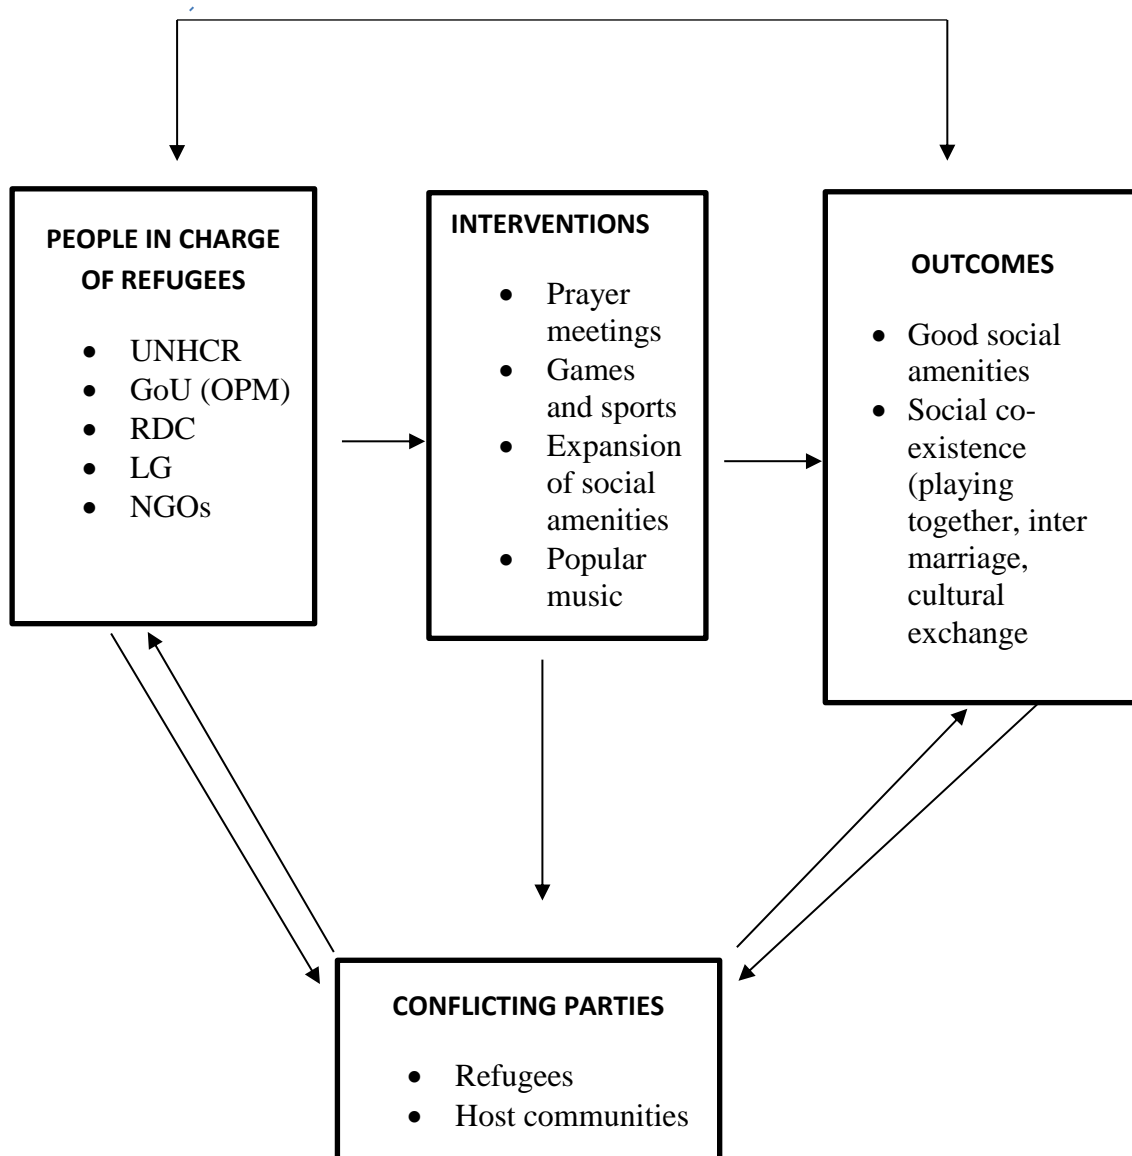 PEOPLE IN CHARGE
OF REFUGEES
• UNHCR
• GoU (OPM)
• RDC
• LG
• NGOs
INTERVENTIONS
• Prayer
meetings
• Games
and sports
• Expansion
of social
amenities
• Popular
music
OUTCOMES
• Good social
amenities
• Social co-
existence
(playing
together, inter
marriage,
cultural
exchange
CONFLICTING PARTIES
• Refugees
• Host communities